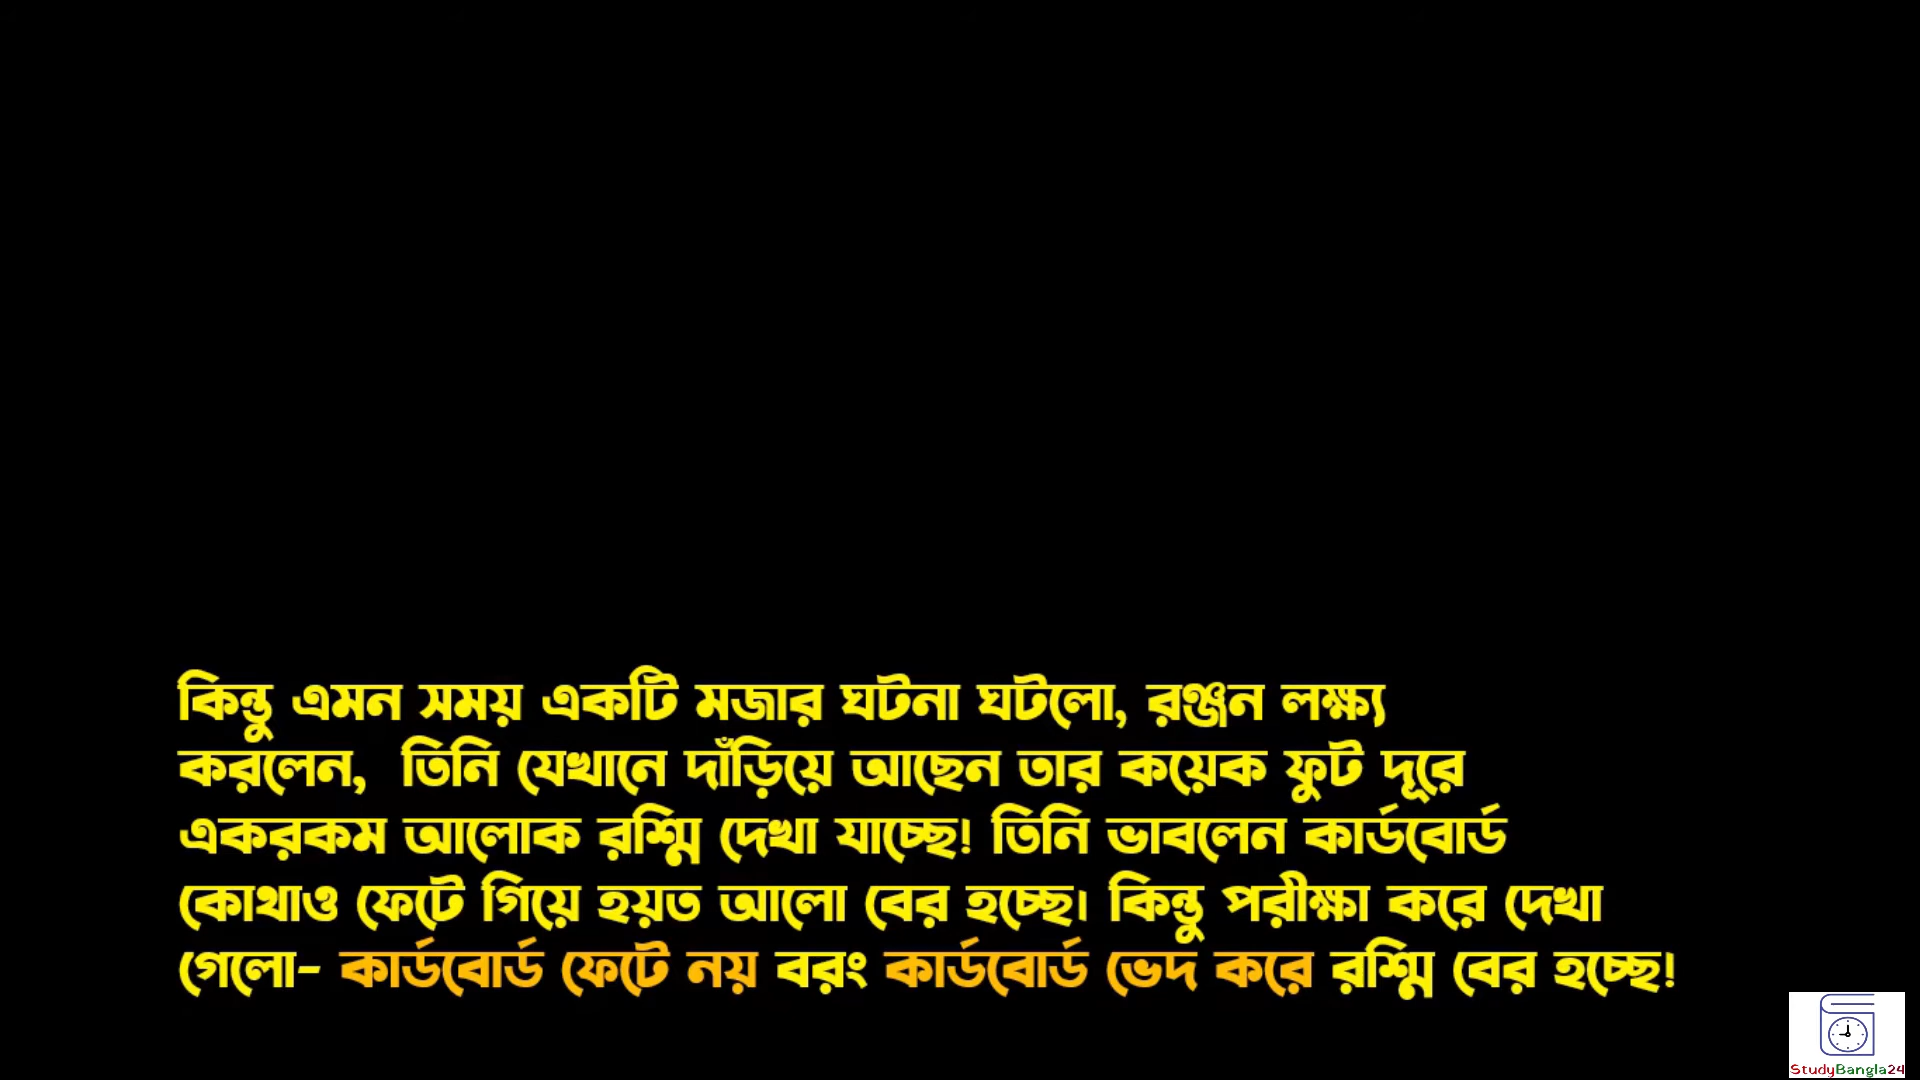 কিন্তু এমন সময় একটি মজার ঘটনা ঘটলো, রঞ্জন লক্ষ্য
করলেন, তিনি যেখানে দাঁড়িয়ে আছেন তার কয়েক ফুট দূরে
একরকম আলোক রশ্মি দেখা যাচ্ছে! তিনি ভাবলেন কার্ডবোর্ড
কোথাও ফেটে গিয়ে হয়ত আলো বের হচ্ছে। কিন্তু পরীক্ষা করে দেখা
গেলো- কার্ডবোর্ড ফেটে নয় বরং কার্ডবোর্ড ভেদ করে রশ্মি বের হচ্ছে!
StudyBangla24